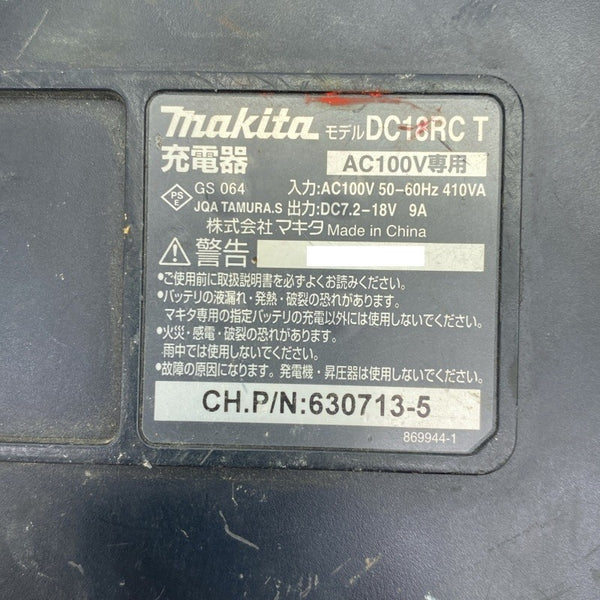 makita モデル DC18RC T
充電器 AC100V専用
PS E GS 064 入力:AC100V 50-60Hz 410VA
JQA TAMURA.S 出力:DC7.2-18V 9A
株式会社 マキタ Made in China
警告
•ご使用前に取扱説明書を必ずよくお読みください。
•バッテリの液漏れ・発熱・破裂の恐れがあります。
マキタ専用の指定バッテリの充電以外には使用しないでください。
•火災・感電・破裂の恐れがあります。
雨中では使用しないでください。
•故障の原因になります。発電機・昇圧器は使用しないでください。
CH.P/N:630713-5
869944-1